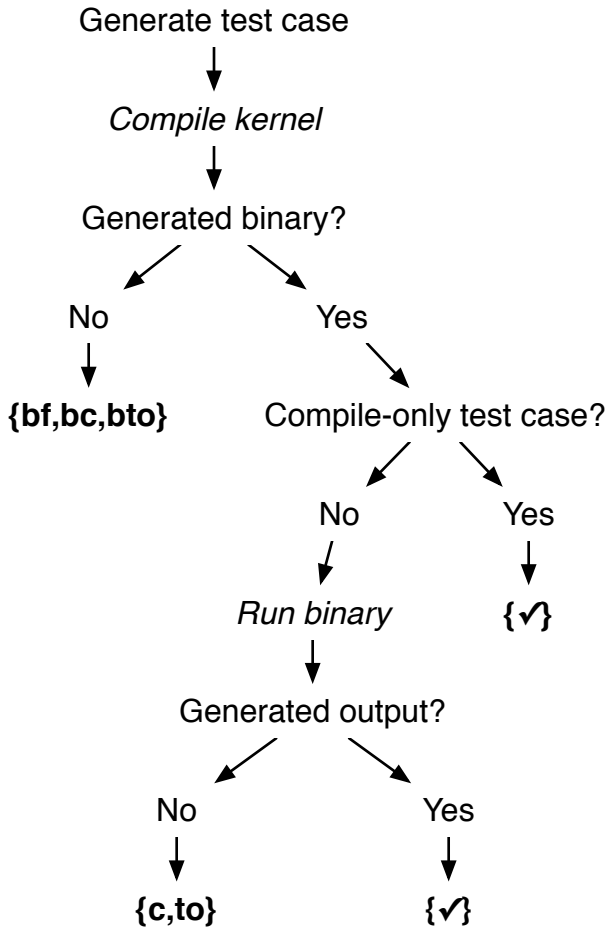 Generate test case
Compile kernel
Generated binary?
No
Yes
{bf,bc,bto}
Compile-only test case?
No
Yes
Run binary
{✓}
Generated output?
No
Yes
{c,to}
{✓}